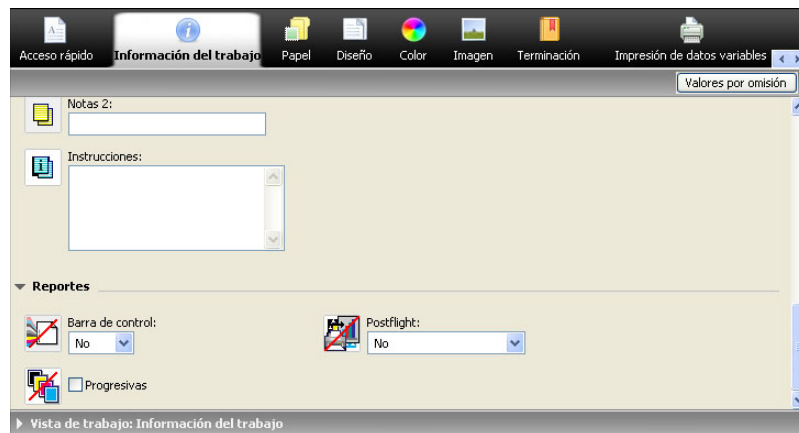 Acceso rápido Información del trabajo Papel Diseño Color Imagen Terminación Impresión de datos variables
Valores por omisión
Notas 2:
Instrucciones:
Reportes
Barra de control: Postflight:
No No
Progresivas
Vista de trabajo: Información del trabajo